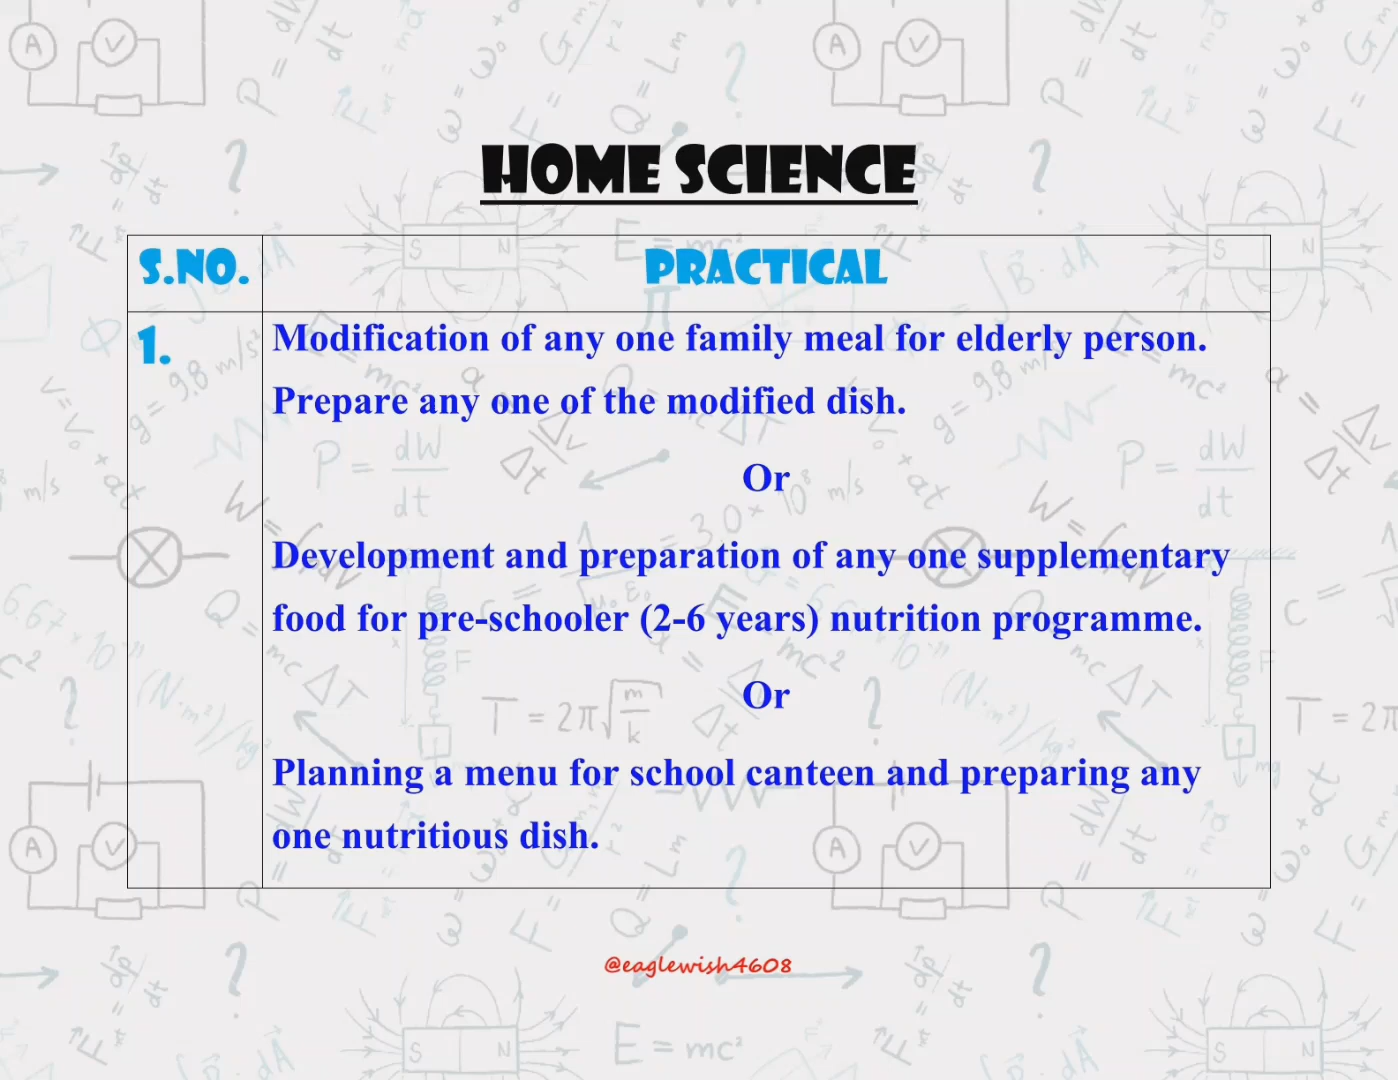 HOME SCIENCE
S.NO. PRACTICAL
1. Modification of any one family meal for elderly person.
Prepare any one of the modified dish.
Or
Development and preparation of any one supplementary
food for pre-schooler (2-6 years) nutrition programme.
Or
Planning a menu for school canteen and preparing any
one nutritious dish.
@eaglewish4608